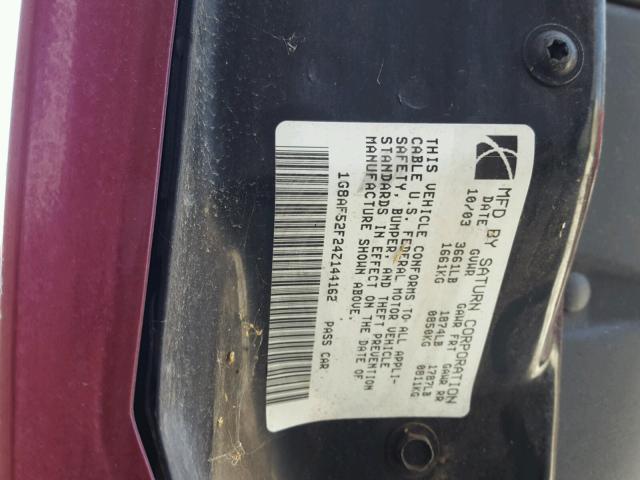 MFD BY SATURN CORPORATION
DATE GVWR GAWR FRT GAWR RR
10/03 3661LB 1874LB 1787LB
1661KG 0850KG 0811KG
THIS VEHICLE CONFORMS TO ALL APPLI-
CABLE U.S. FEDERAL MOTOR VEHICLE
SAFETY, BUMPER, AND THEFT PREVENTION
STANDARDS IN EFFECT ON THE DATE OF
MANUFACTURE SHOWN ABOVE.
1G8AF52F24Z144162 PASS CAR